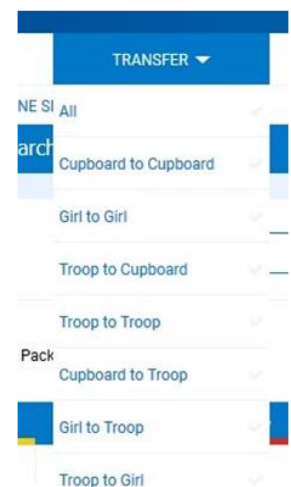 TRANSFER
NE SI
All
arch
Cupboard to Cupboard
Girl to Girl
Troop to Cupboard
Troop to Troop
Pack
Cupboard to Troop
Girl to Troop
Troop to Girl